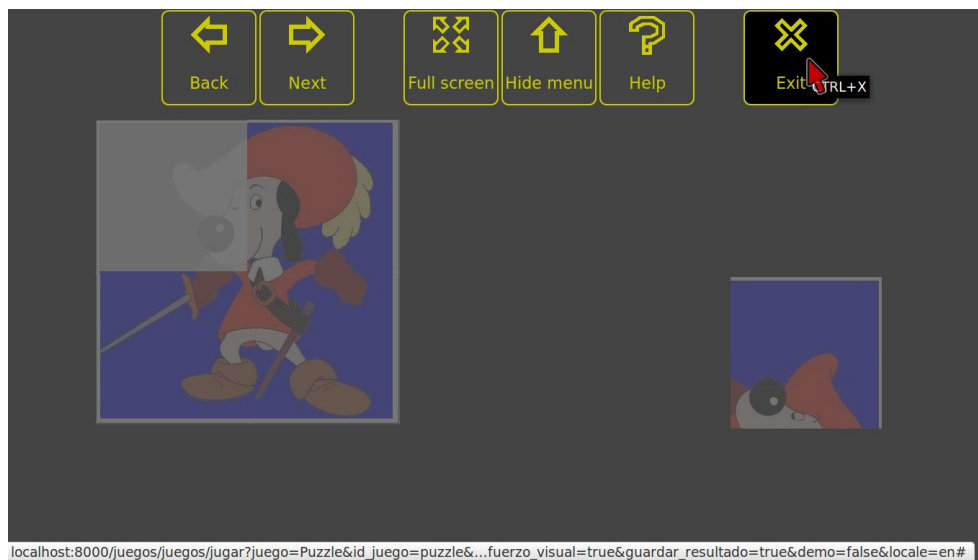 Back Next Full screen Hide menu Help Exit CTRL+X
localhost:8000/juegos/juegos/jugar?juego=Puzzle&id_juego=puzzle&...fuerzo_visual=true&guardar_resultado=true&demo=false&locale=en#